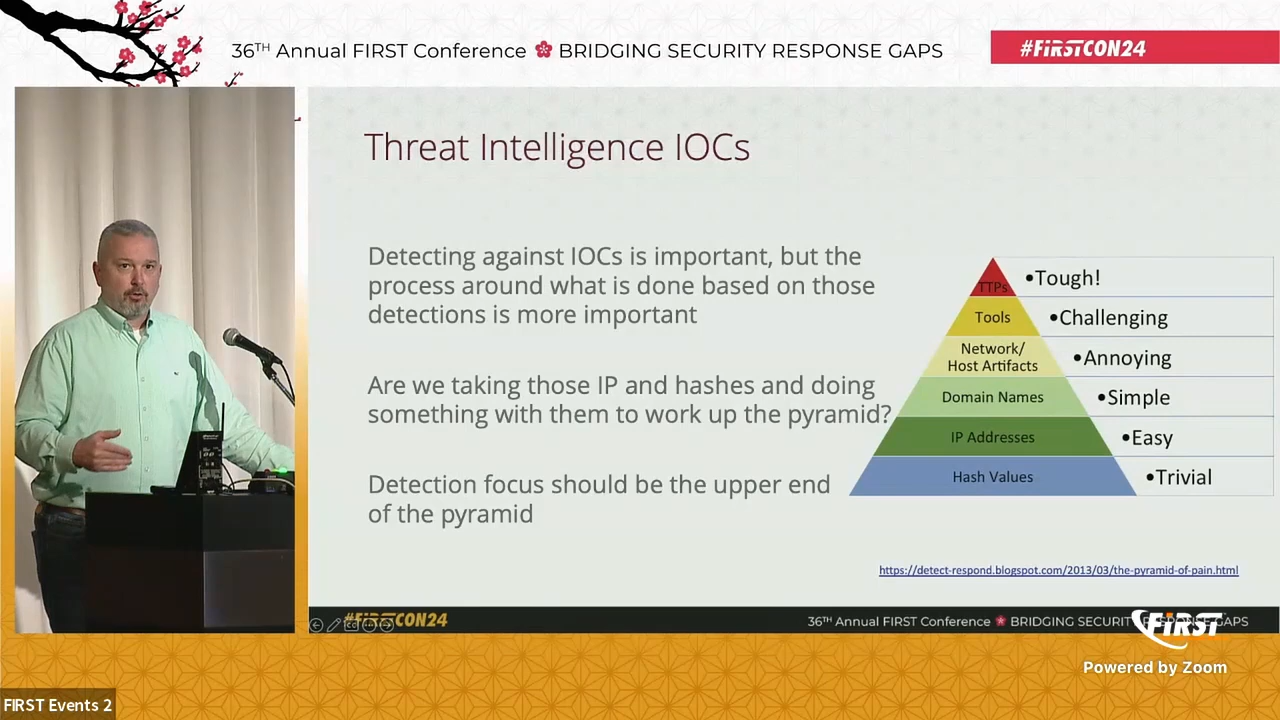 36TH Annual FIRST Conference BRIDGING SECURITY RESPONSE GAPS
#FiRSTCON24
Threat Intelligence IOCs
Detecting against IOCs is important, but the
process around what is done based on those
detections is more important
Are we taking those IP and hashes and doing
something with them to work up the pyramid?
Detection focus should be the upper end
of the pyramid
TTPs
•Tough!
Tools
•Challenging
Network/
Host Artifacts
•Annoying
Domain Names
•Simple
IP Addresses
•Easy
Hash Values
•Trivial
https://detect-respond.blogspot.com/2013/03/the-pyramid-of-pain.html
#FiRSTCON24
36TH Annual FIRST Conference BRIDGING SECURITY RESPONSE GAPS
FiRST
Powered by Zoom
FIRST Events 2